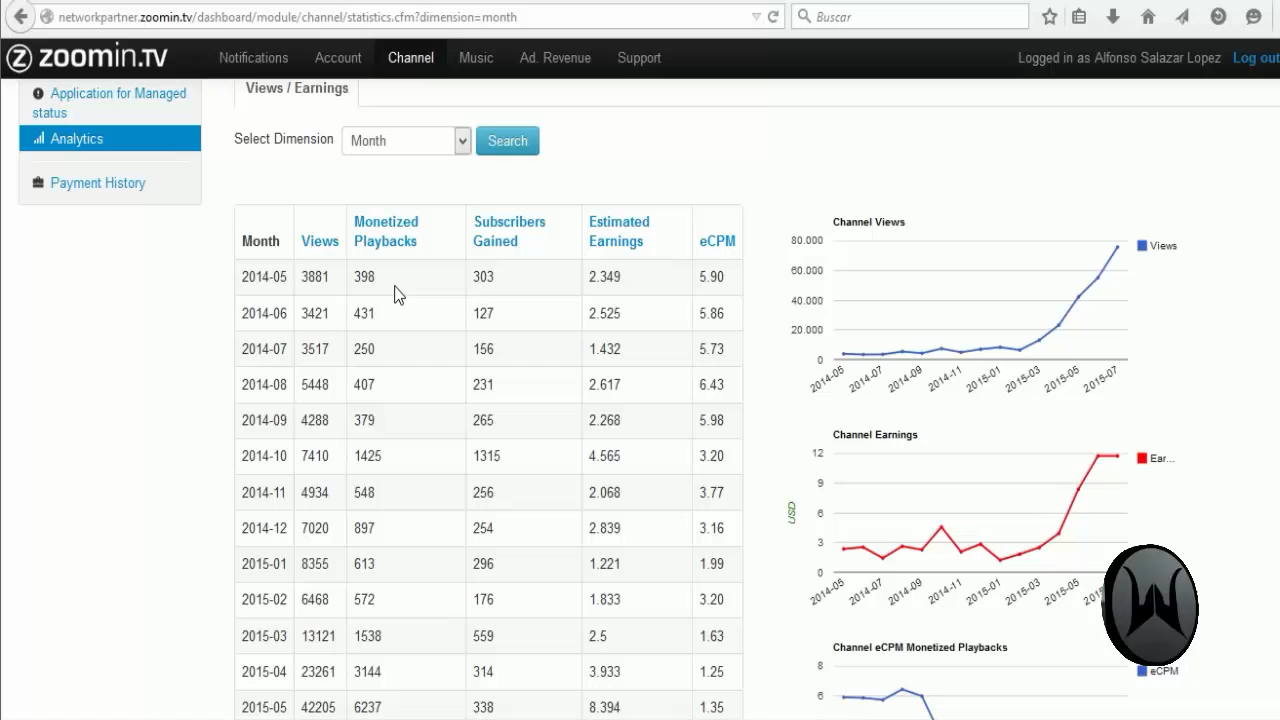 networkpartner.zoomin.tv/dashboard/module/channel/statistics.cfm?dimension=month
Buscar
zoomin.tv
Notifications Account Channel Music Ad. Revenue Support
Logged in as Alfonso Salazar Lopez Log out
Application for Managed
status
Analytics
Payment History
Views / Earnings
Select Dimension Month Search
Month Views Monetized Playbacks Subscribers Gained Estimated Earnings eCPM
2014-05 3881 398 303 2.349 5.90
2014-06 3421 431 127 2.525 5.86
2014-07 3517 250 156 1.432 5.73
2014-08 5448 407 231 2.617 6.43
2014-09 4288 379 265 2.268 5.98
2014-10 7410 1425 1315 4.565 3.20
2014-11 4934 548 256 2.068 3.77
2014-12 7020 897 254 2.839 3.16
2015-01 8355 613 296 1.221 1.99
2015-02 6468 572 176 1.833 3.20
2015-03 13121 1538 559 2.5 1.63
2015-04 23261 3144 314 3.933 1.25
2015-05 42205 6237 338 8.394 1.35
Channel Views
80.000
60.000
40.000
20.000
0
Views
2014-05 2014-07 2014-09 2014-11 2015-01 2015-03 2015-05 2015-07
Channel Earnings
12
9
6
3
0
USD
Ear...
2014-05 2014-07 2014-09 2014-11 2015-01 2015-03 2015-05
Channel eCPM Monetized Playbacks
8
6
eCPM